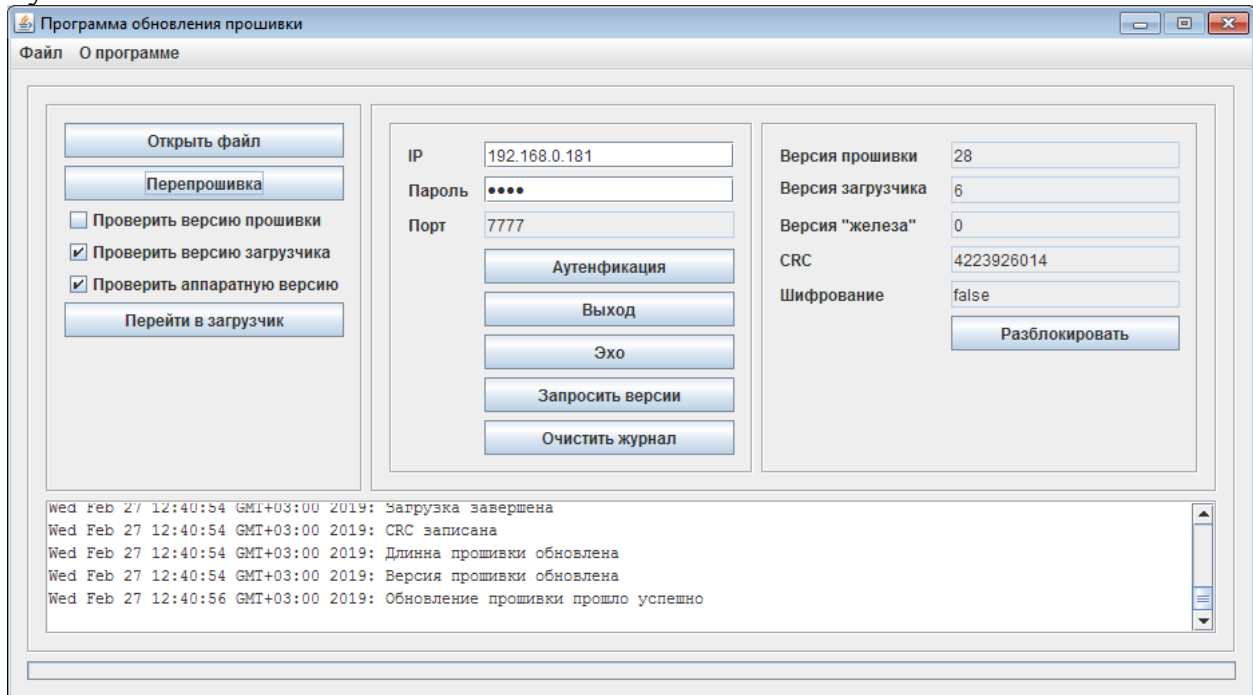 Программа обновления прошивки
Файл О программе
Открыть файл
Перепрошивка
Проверить версию прошивки
Проверить версию загрузчика
Проверить аппаратную версию
Перейти в загрузчик
IP 192.168.0.181
Пароль ••••
Порт 7777
Аутенфикация
Выход
Эхо
Запросить версии
Очистить журнал
Версия прошивки 28
Версия загрузчика 6
Версия "железа" 0
CRC 4223926014
Шифрование false
Разблокировать
Wed Feb 27 12:40:54 GMT+03:00 2019: Загрузка завершена
Wed Feb 27 12:40:54 GMT+03:00 2019: CRC записана
Wed Feb 27 12:40:54 GMT+03:00 2019: Длинна прошивки обновлена
Wed Feb 27 12:40:54 GMT+03:00 2019: Версия прошивки обновлена
Wed Feb 27 12:40:56 GMT+03:00 2019: Обновление прошивки прошло успешно